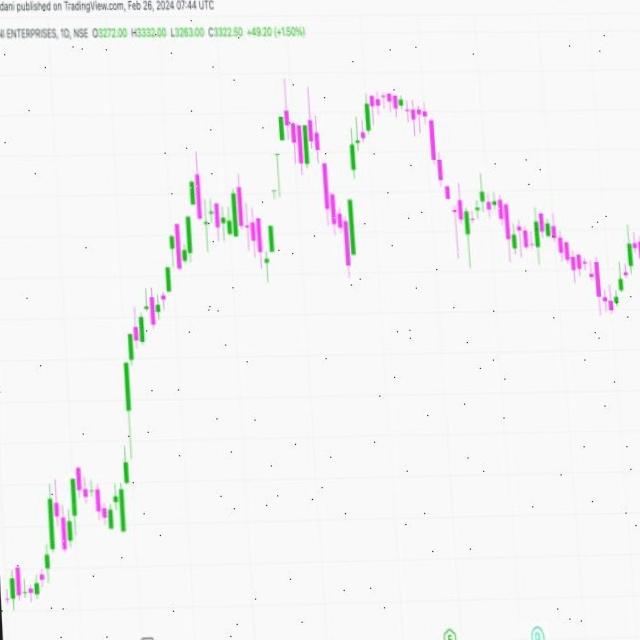 dani published on TradingView.com, Feb 26, 2024 07:44 UTC
NI ENTERPRISES, 1D, NSE O3272.00 H3332.00 L3263.00 C3322.50 +49.20 (+1.50%)
E D